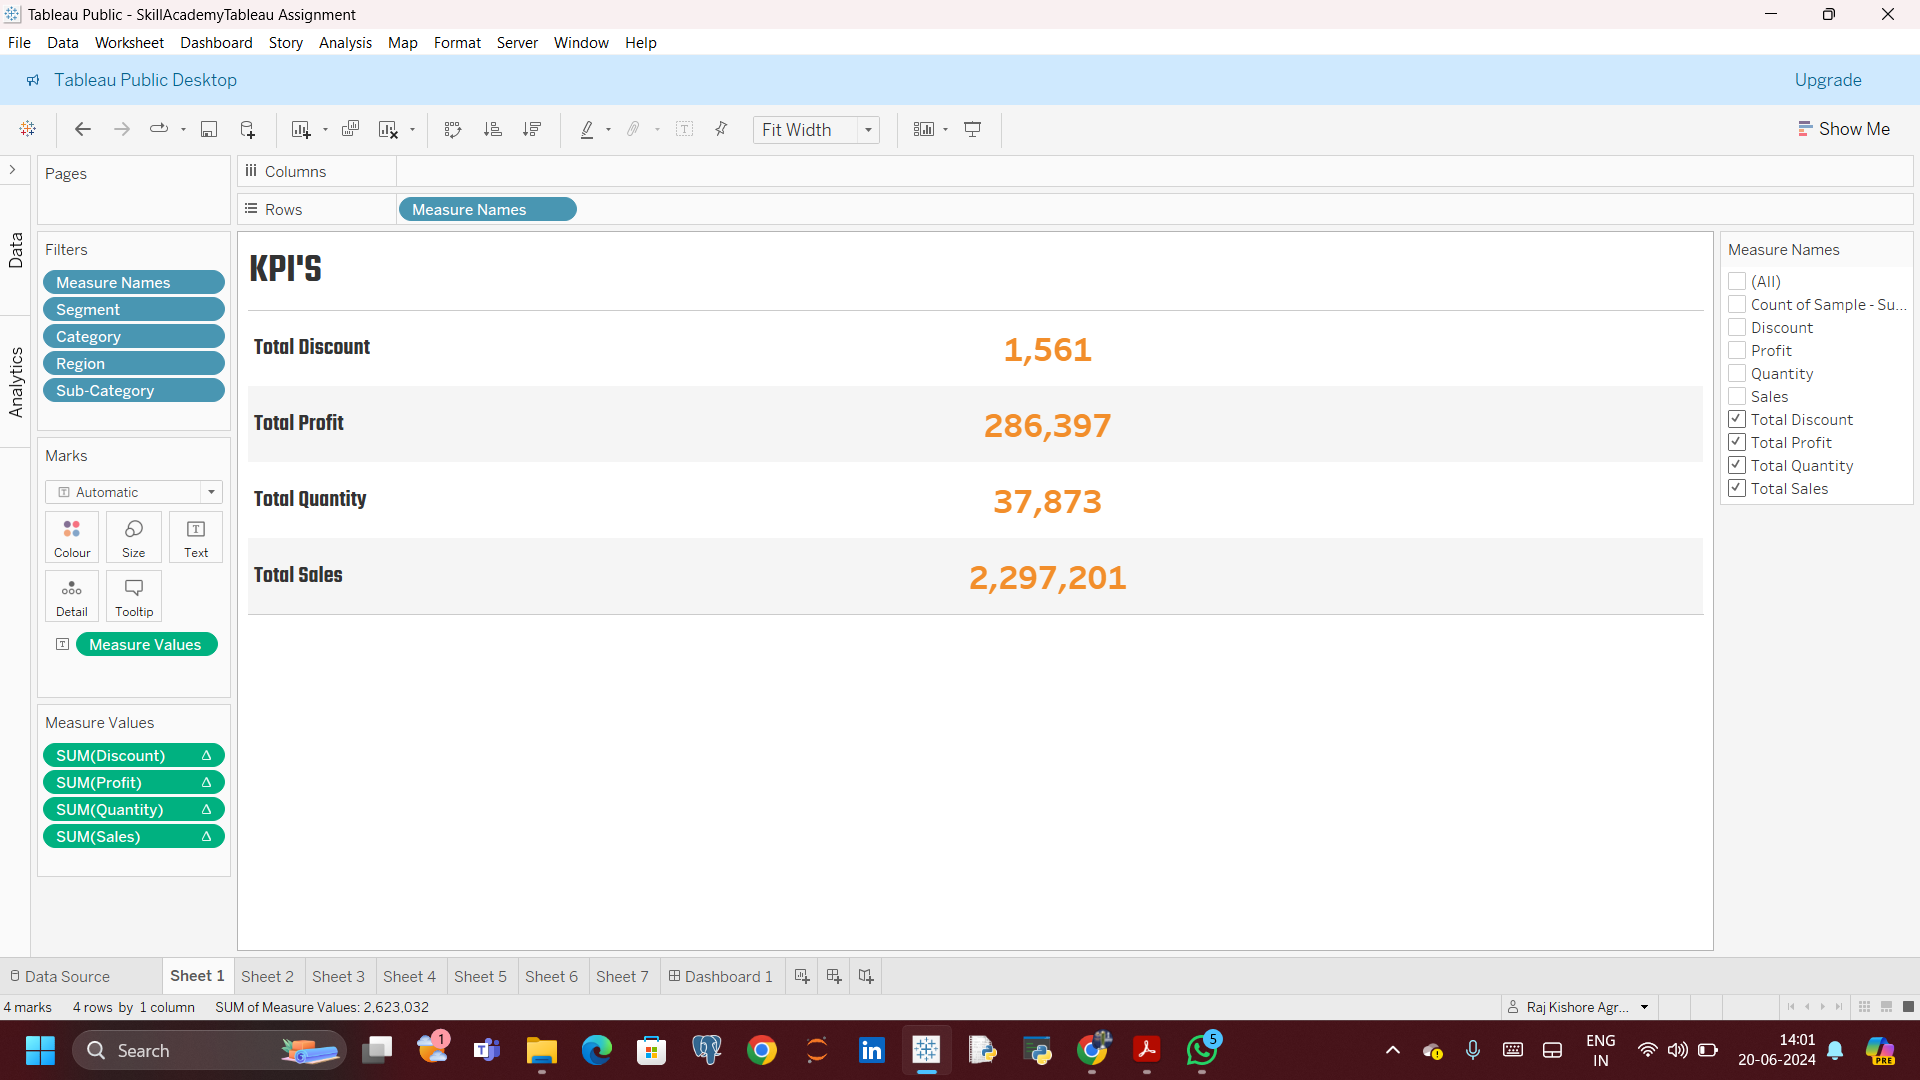 Tableau Public - SkillAcademyTableau Assignment
File Data Worksheet Dashboard Story Analysis Map Format Server Window Help
Tableau Public Desktop Upgrade
Fit Width Show Me
Pages
Columns
Rows Measure Names
Data
Analytics
Filters
Measure Names
Segment
Category
Region
Sub-Category
Marks
Automatic
Colour Size Text
Detail Tooltip
Measure Values
Measure Values
SUM(Discount)
SUM(Profit)
SUM(Quantity)
SUM(Sales)
KPI'S
Total Discount 1,561
Total Profit 286,397
Total Quantity 37,873
Total Sales 2,297,201
Measure Names
(All)
Count of Sample - Su...
Discount
Profit
Quantity
Sales
Total Discount
Total Profit
Total Quantity
Total Sales
Data Source Sheet 1 Sheet 2 Sheet 3 Sheet 4 Sheet 5 Sheet 6 Sheet 7 Dashboard 1
4 marks 4 rows by 1 column SUM of Measure Values: 2,623,032 Raj Kishore Agr...
Search 1 5 ENG 14:01
IN 20-06-2024 PRE